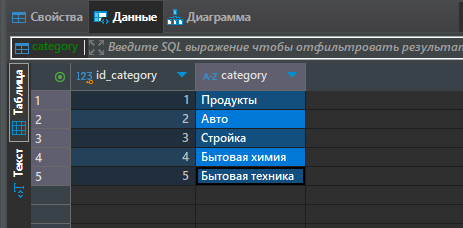 Свойства Данные Диаграмма
category Введите SQL выражение чтобы отфильтровать результат
Таблица
Текст
123 id_category A-Z category
1 1 Продукты
2 2 Авто
3 3 Стройка
4 4 Бытовая химия
5 5 Бытовая техника